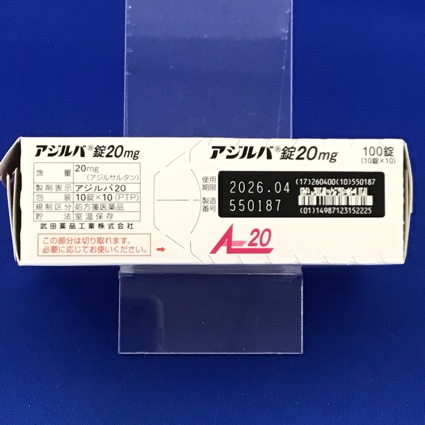 アジルバ®錠20mg
含量 20mg
(アジルサルタン)
製剤表示 アジルバ20
包装 10錠×10(PTP)
規制区分 処方箋医薬品
貯法 室温保存
武田薬品工業株式会社
この部分は切り取れます。
必要に応じてお使いください。
アジルバ®錠20mg
100錠
(10錠×10)
使用期限 2026.04
製造番号 550187
(17)260400(10)550187
(01)14987123152225
A20